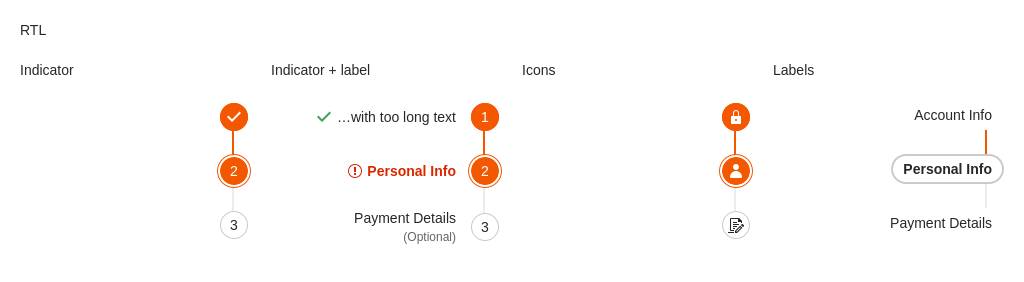 RTL
Indicator
Indicator + label
Icons
Labels
2
3
…with too long text
1
Personal Info
2
Payment Details
(Optional)
3
Account Info
Personal Info
Payment Details